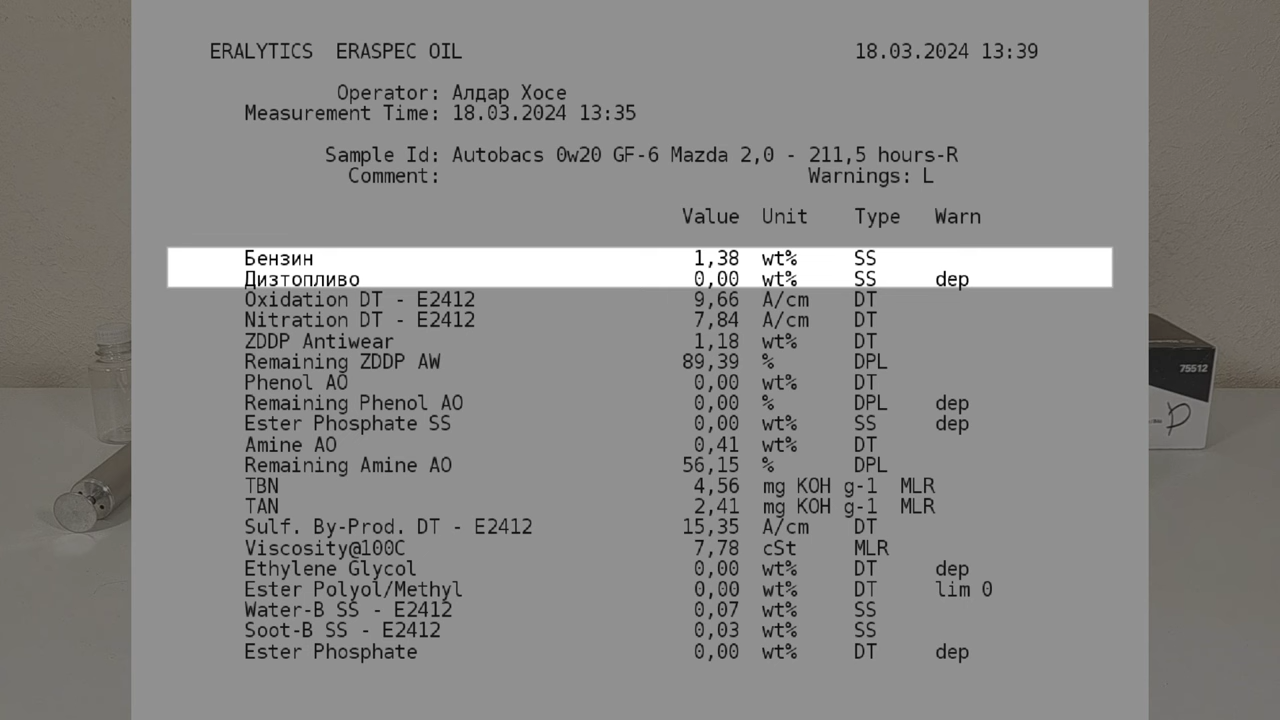 ERALYTICS ERASPEC OIL 18.03.2024 13:39
Operator: Алдар Хосе
Measurement Time: 18.03.2024 13:35
Sample Id: Autobacs 0w20 GF-6 Mazda 2,0 - 211,5 hours-R
Comment: Warnings: L
Value Unit Type Warn
Бензин 1,38 wt% SS
Дизтопливо 0,00 wt% SS dep
Oxidation DT - E2412 9,66 A/cm DT
Nitration DT - E2412 7,84 A/cm DT
ZDDP Antiwear 1,18 wt% DT
Remaining ZDDP AW 89,39 % DPL
Phenol AO 0,00 wt% DT
Remaining Phenol AO 0,00 % DPL dep
Ester Phosphate SS 0,00 wt% SS dep
Amine AO 0,41 wt% DT
Remaining Amine AO 56,15 % DPL
TBN 4,56 mg KOH g-1 MLR
TAN 2,41 mg KOH g-1 MLR
Sulf. By-Prod. DT - E2412 15,35 A/cm DT
Viscosity@100C 7,78 cSt MLR
Ethylene Glycol 0,00 wt% DT dep
Ester Polyol/Methyl 0,00 wt% DT lim 0
Water-B SS - E2412 0,07 wt% SS
Soot-B SS - E2412 0,03 wt% SS
Ester Phosphate 0,00 wt% DT dep
75512